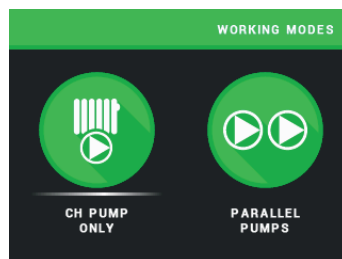 WORKING MODES
CH PUMP
ONLY
PARALLEL
PUMPS